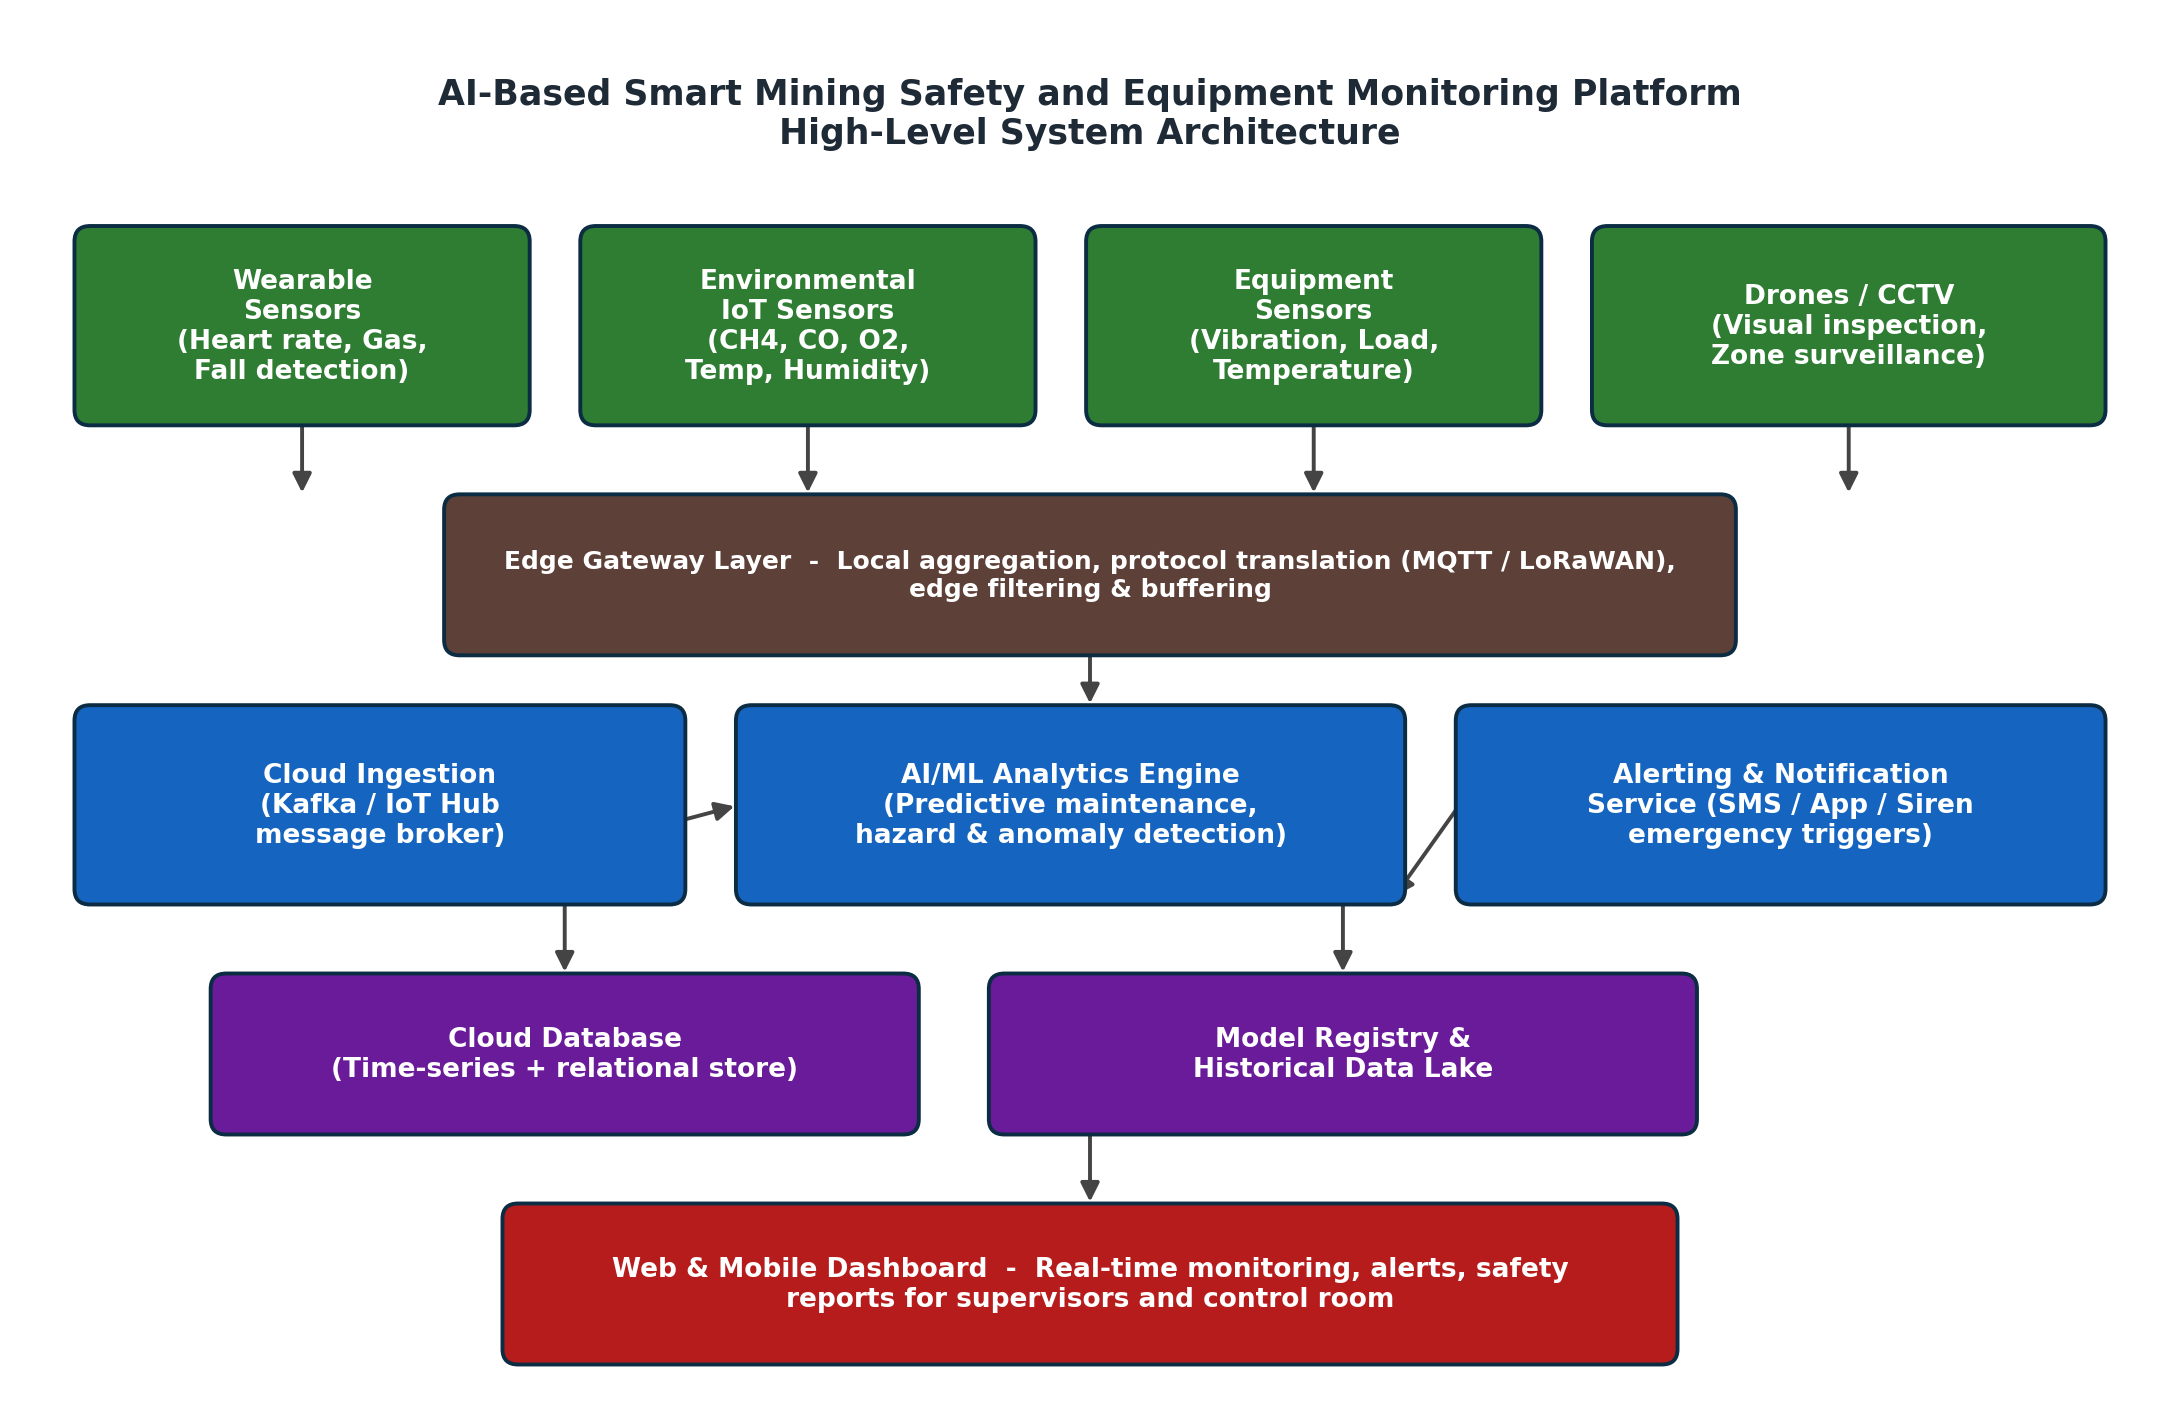 AI-Based Smart Mining Safety and Equipment Monitoring Platform
High-Level System Architecture
Wearable
Sensors
(Heart rate, Gas,
Fall detection)
Environmental
IoT Sensors
(CH4, CO, O2,
Temp, Humidity)
Equipment
Sensors
(Vibration, Load,
Temperature)
Drones / CCTV
(Visual inspection,
Zone surveillance)
Edge Gateway Layer - Local aggregation, protocol translation (MQTT / LoRaWAN),
edge filtering & buffering
Cloud Ingestion
(Kafka / IoT Hub
message broker)
AI/ML Analytics Engine
(Predictive maintenance,
hazard & anomaly detection)
Alerting & Notification
Service (SMS / App / Siren
emergency triggers)
Cloud Database
(Time-series + relational store)
Model Registry &
Historical Data Lake
Web & Mobile Dashboard - Real-time monitoring, alerts, safety
reports for supervisors and control room